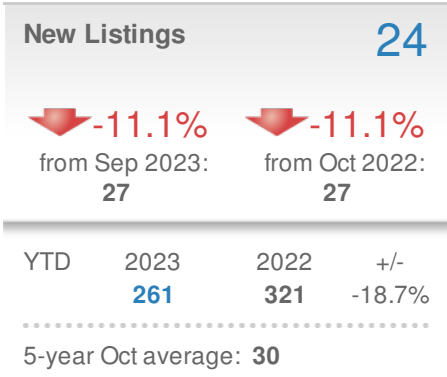 New Listings 24
-11.1% -11.1%
from Sep 2023: from Oct 2022:
27 27
YTD 2023 2022 +/-
261 321 -18.7%
5-year Oct average: 30